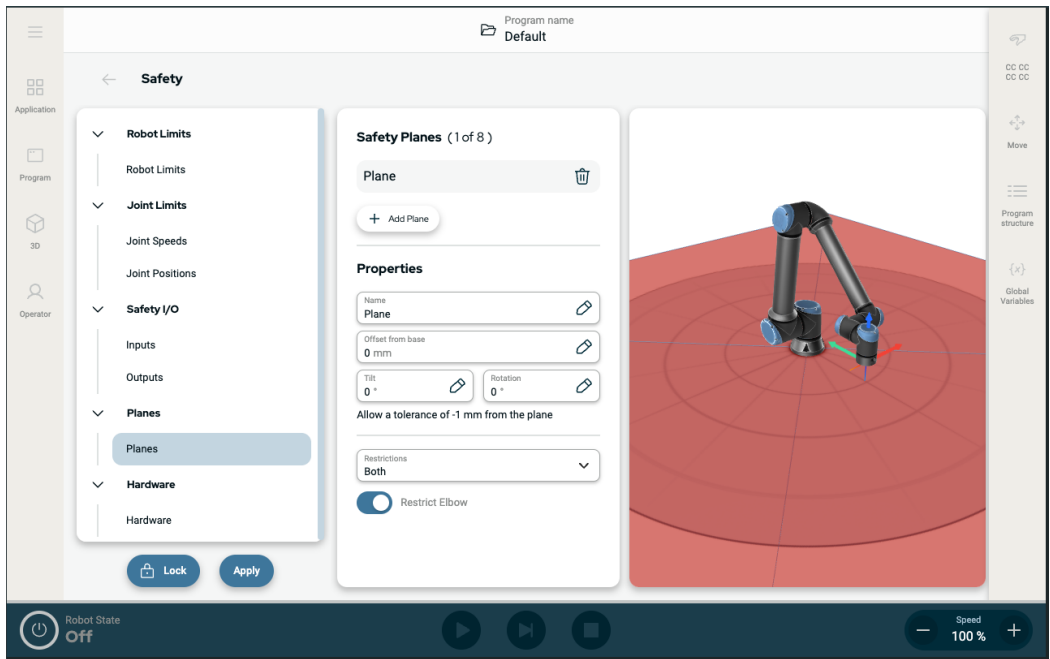 Program name
Default
Safety
Application
Program
3D
Operator
Robot Limits
Robot Limits
Joint Limits
Joint Speeds
Joint Positions
Safety I/O
Inputs
Outputs
Planes
Planes
Hardware
Hardware
Lock
Apply
Safety Planes (1 of 8)
Plane
Add Plane
Properties
Name
Plane
Offset from base
0 mm
Tilt
0 °
Rotation
0 °
Allow a tolerance of -1 mm from the plane
Restrictions
Both
Restrict Elbow
CC CC
CC CC
Move
Program
structure
{x}
Global
Variables
Robot State
Off
Speed
100 %